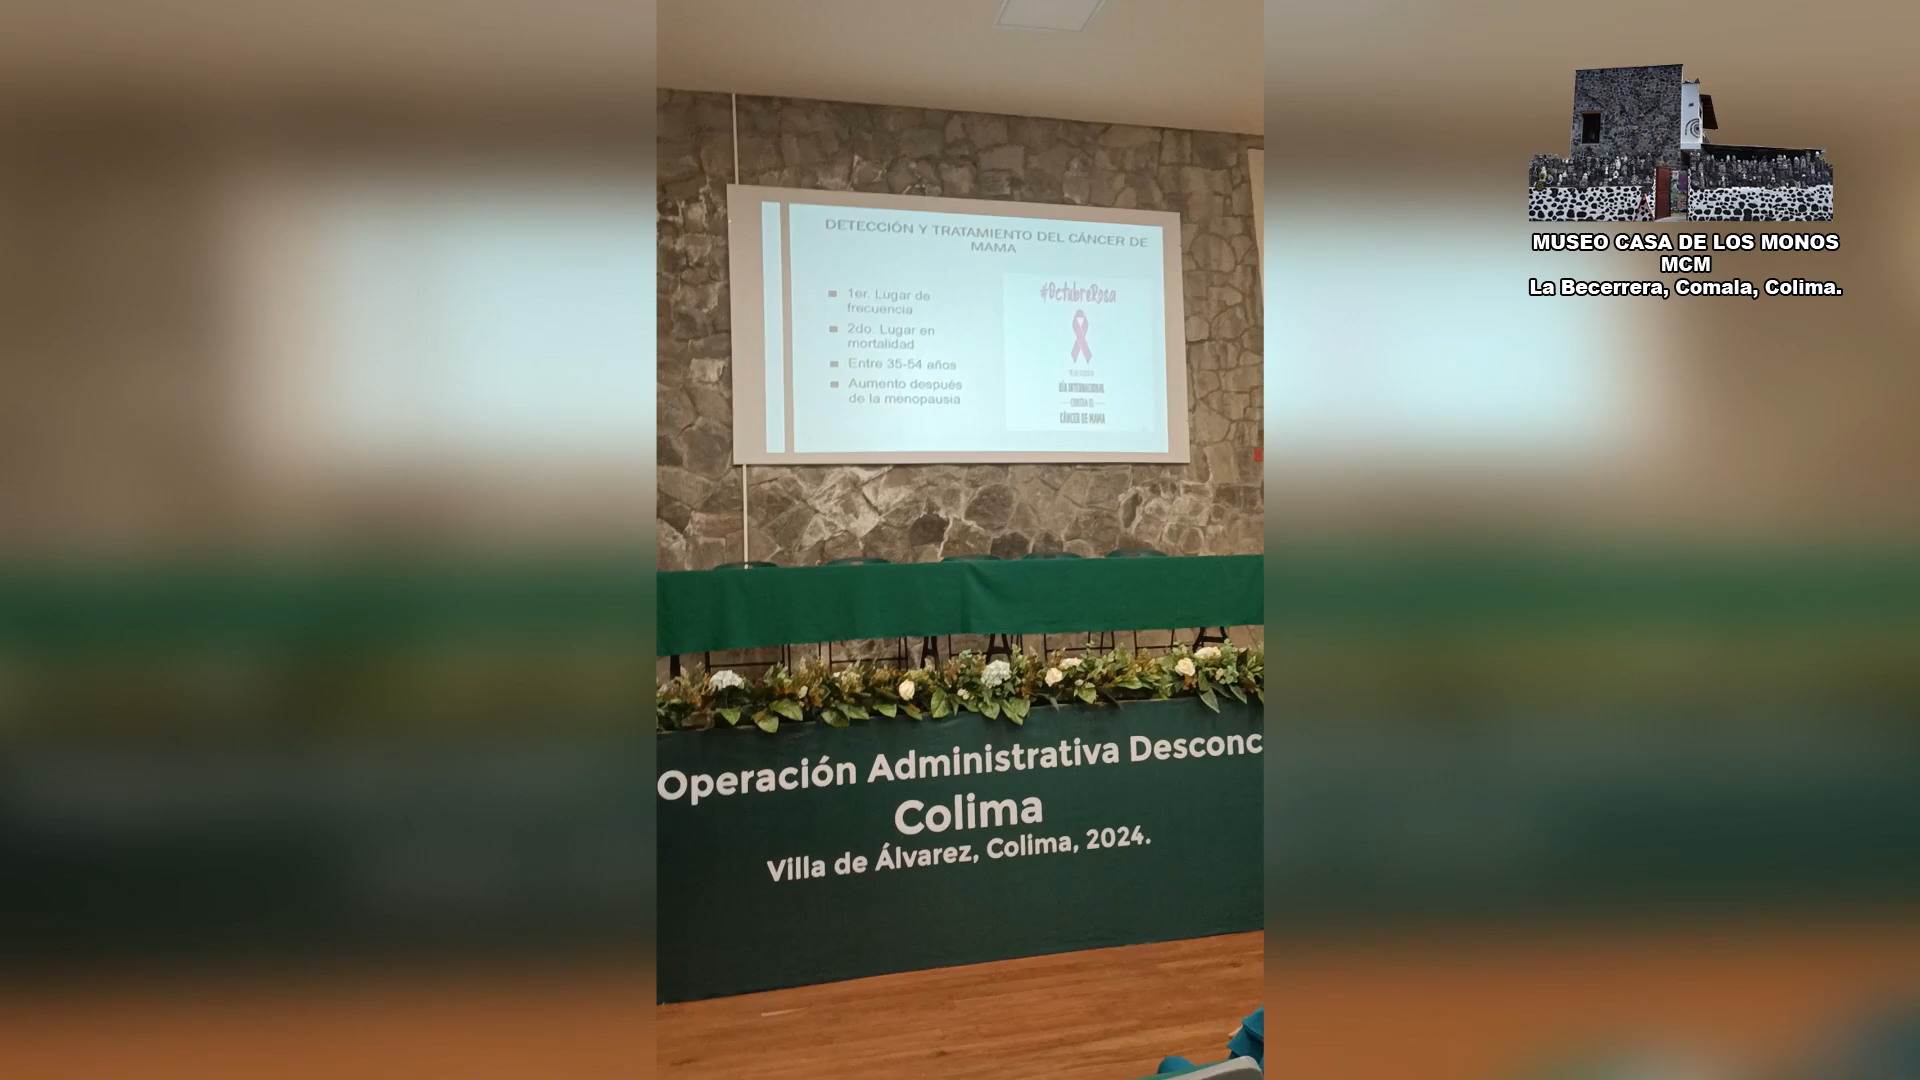 DETECCIÓN Y TRATAMIENTO DEL CÁNCER DE
MAMA
1er. Lugar de
frecuencia
2do. Lugar en
mortalidad
Entre 35-54 años
Aumento después
de la menopausia
#OctubreRosa
DÍA INTERNACIONAL
CONTRA EL
CÁNCER DE MAMA
Operación Administrativa Desconc
Colima
Villa de Álvarez, Colima, 2024.
MUSEO CASA DE LOS MONOS
MCM
La Becerrera, Comala, Colima.